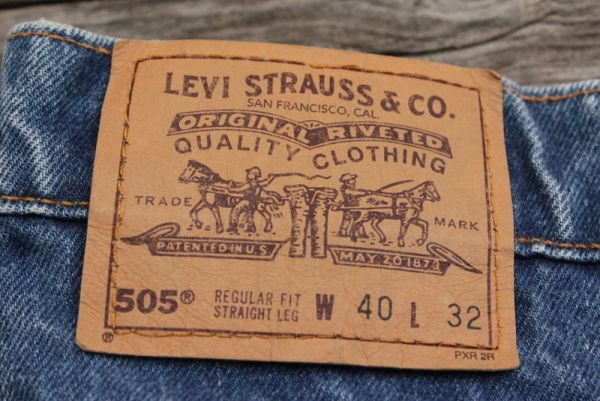 LEVI STRAUSS & CO.
SAN FRANCISCO, CAL.
ORIGINAL RIVETED
QUALITY CLOTHING
TRADE MARK
PATENTED IN U.S. MAY 20 1873
505® REGULAR FIT W 40 L 32
STRAIGHT LEG
® PXR 2R